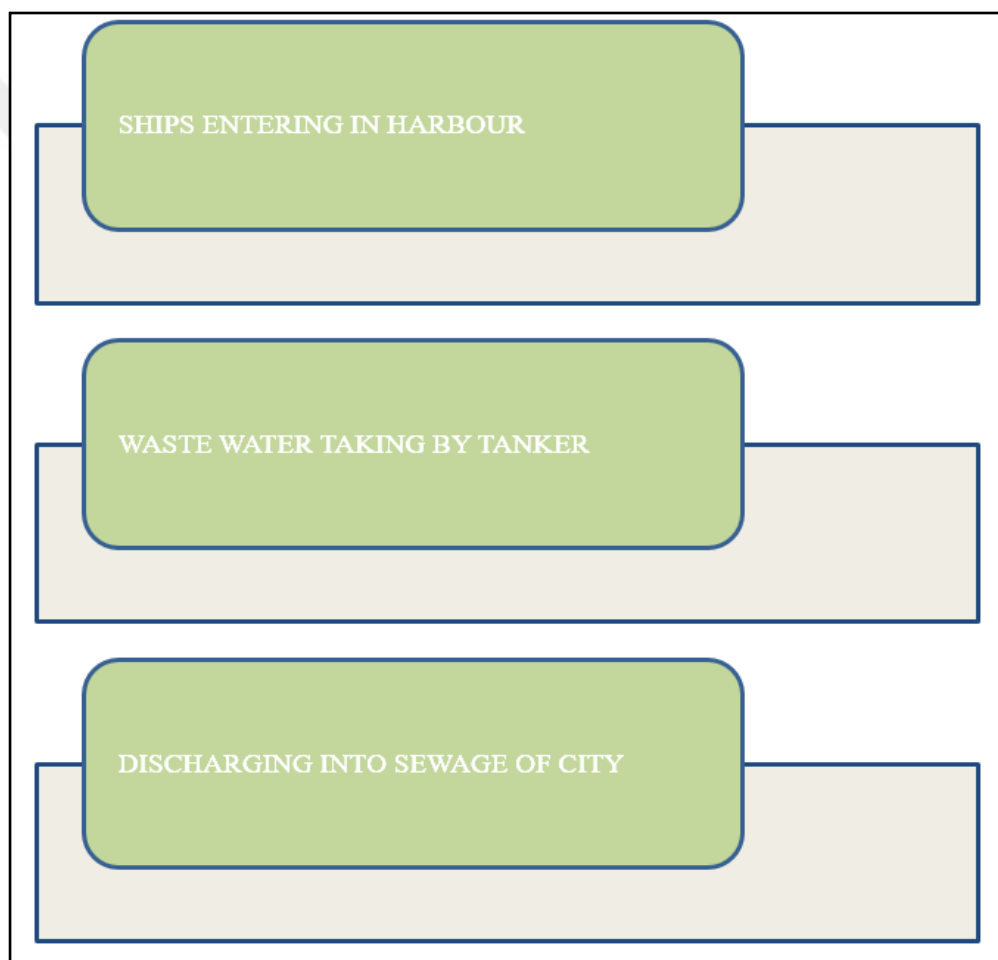 SHIPS ENTERING IN HARBOUR
WASTE WATER TAKING BY TANKER
DISCHARGING INTO SEWAGE OF CITY